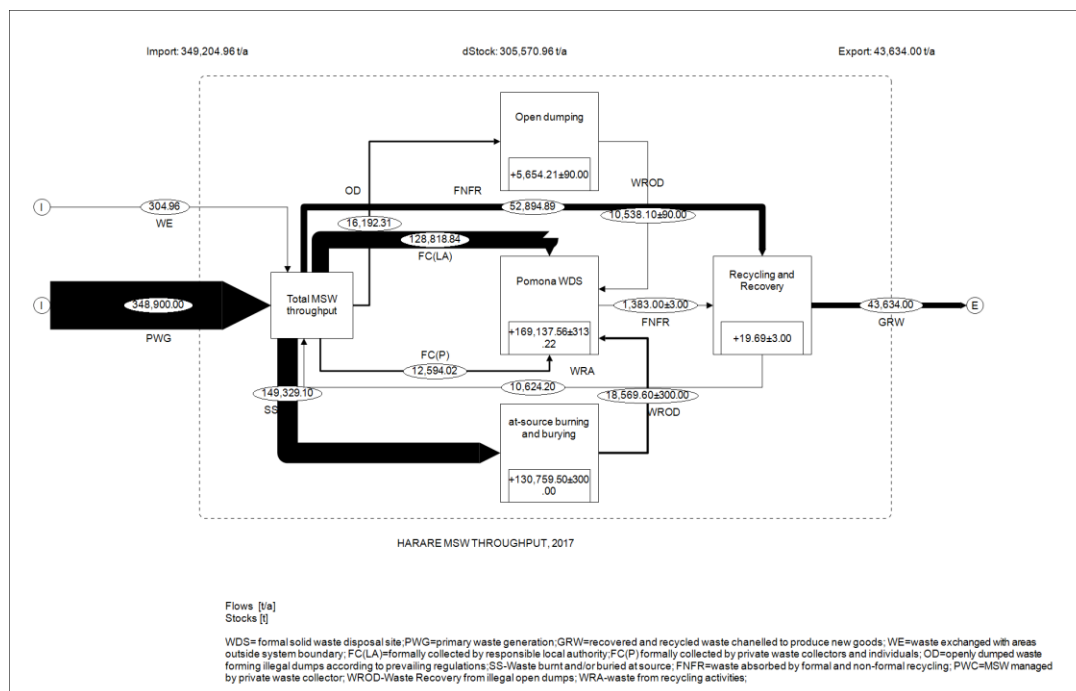 Import: 349,204.96 t/a
dStock: 305,570.96 t/a
Export: 43,634.00 t/a
Open dumping
+5,654.21±90.00
OD
FNFR
WROD
I
304.96
WE
16,192.31
52,894.89
10,538.10±90.00
128,818.84
FC(LA)
Total MSW
throughput
Pomona WDS
+169,137.56±313
.22
Recycling and
Recovery
+19.69±3.00
I
348,900.00
PWG
1,383.00±3.00
FNFR
43,634.00
GRW
E
FC(P)
12,594.02
WRA
10,624.20
149,329.10
SS
18,569.60±300.00
WROD
at-source burning
and burying
+130,759.50±300
.00
HARARE MSW THROUGHPUT, 2017
Flows [t/a]
Stocks [t]
WDS= formal solid waste disposal site;PWG=primary waste generation;GRW=recovered and recycled waste chanelled to produce new goods; WE=waste exchanged with areas
outside system boundary; FC(LA)=formally collected by responsible local authority;FC(P) formally collected by private waste collectors and individuals; OD=openly dumped waste
forming illegal dumps according to prevailing regulations;SS-Waste burnt and/or buried at source; FNFR=waste absorbed by formal and non-formal recycling; PWC=MSW managed
by private waste collector; WROD-Waste Recovery from illegal open dumps; WRA-waste from recycling activities;